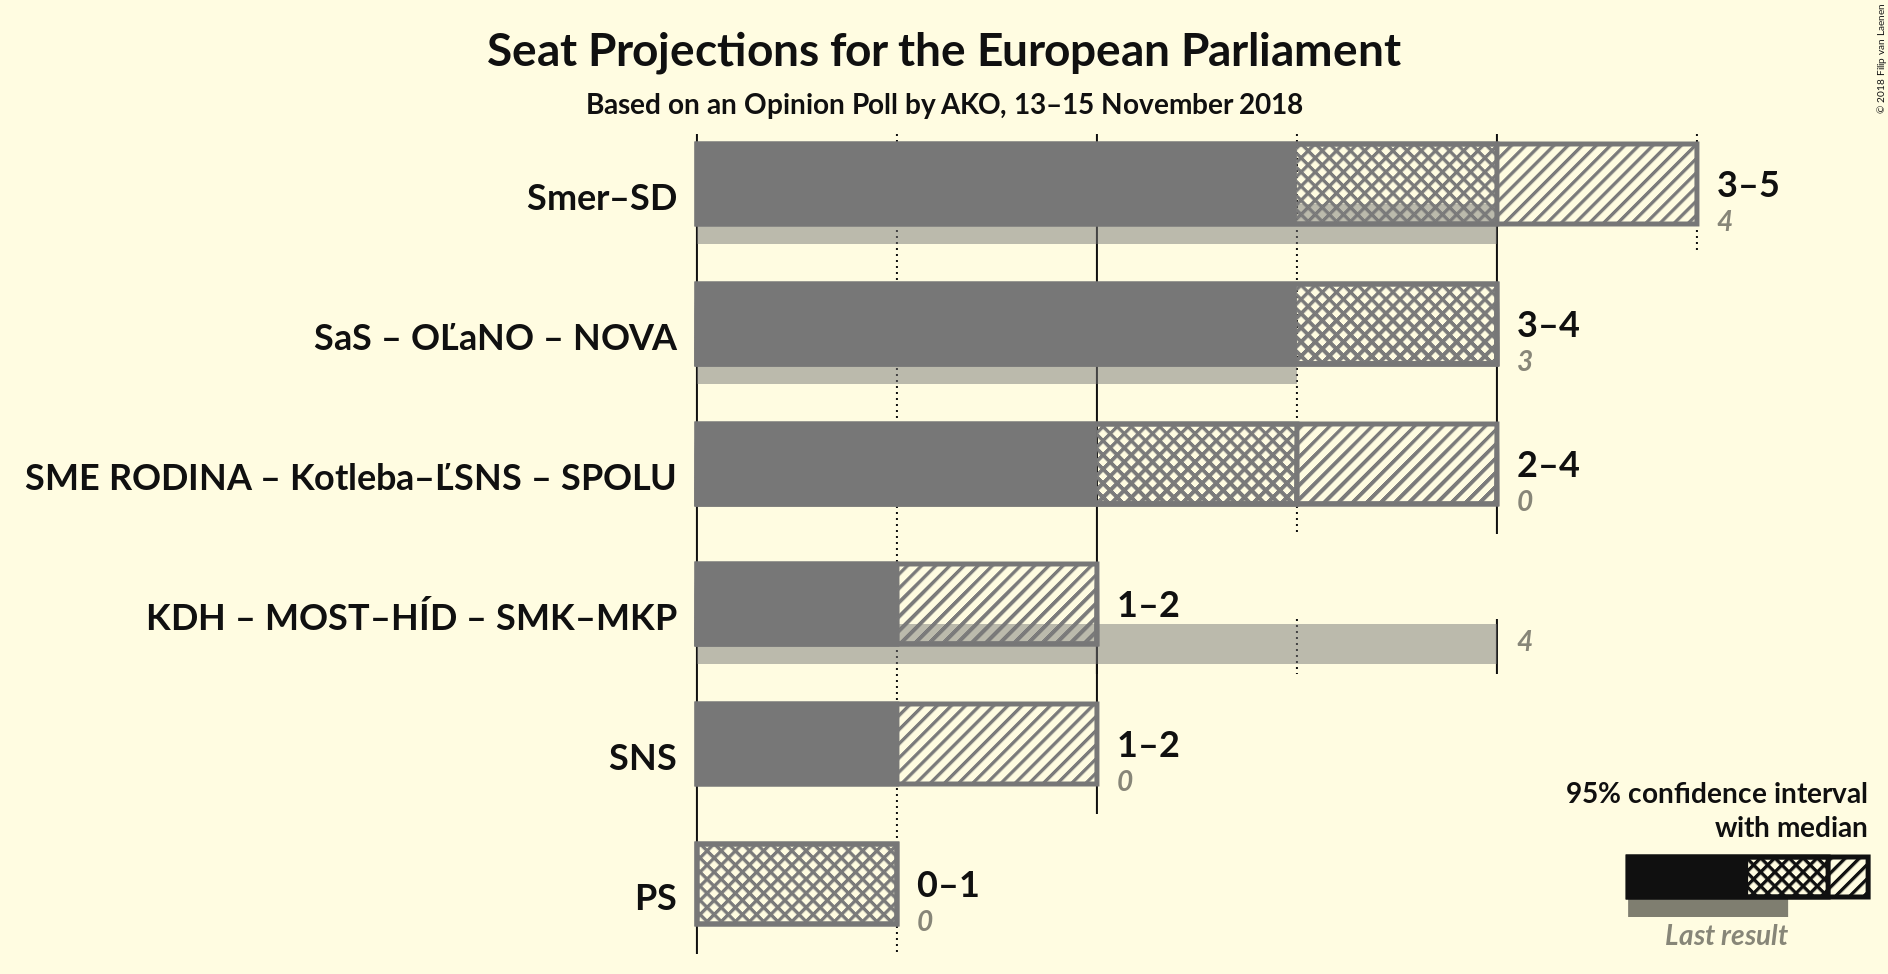 Seat Projections for the European Parliament
Based on an Opinion Poll by AKO, 13–15 November 2018
© 2018 Filip van Laenen
Smer–SD
3–5
4
SaS – OĽaNO – NOVA
3–4
3
SME RODINA – Kotleba–ĽSNS – SPOLU
2–4
0
KDH – MOST–HÍD – SMK–MKP
1–2
4
SNS
1–2
0
PS
0–1
0
95% confidence interval
with median
Last result